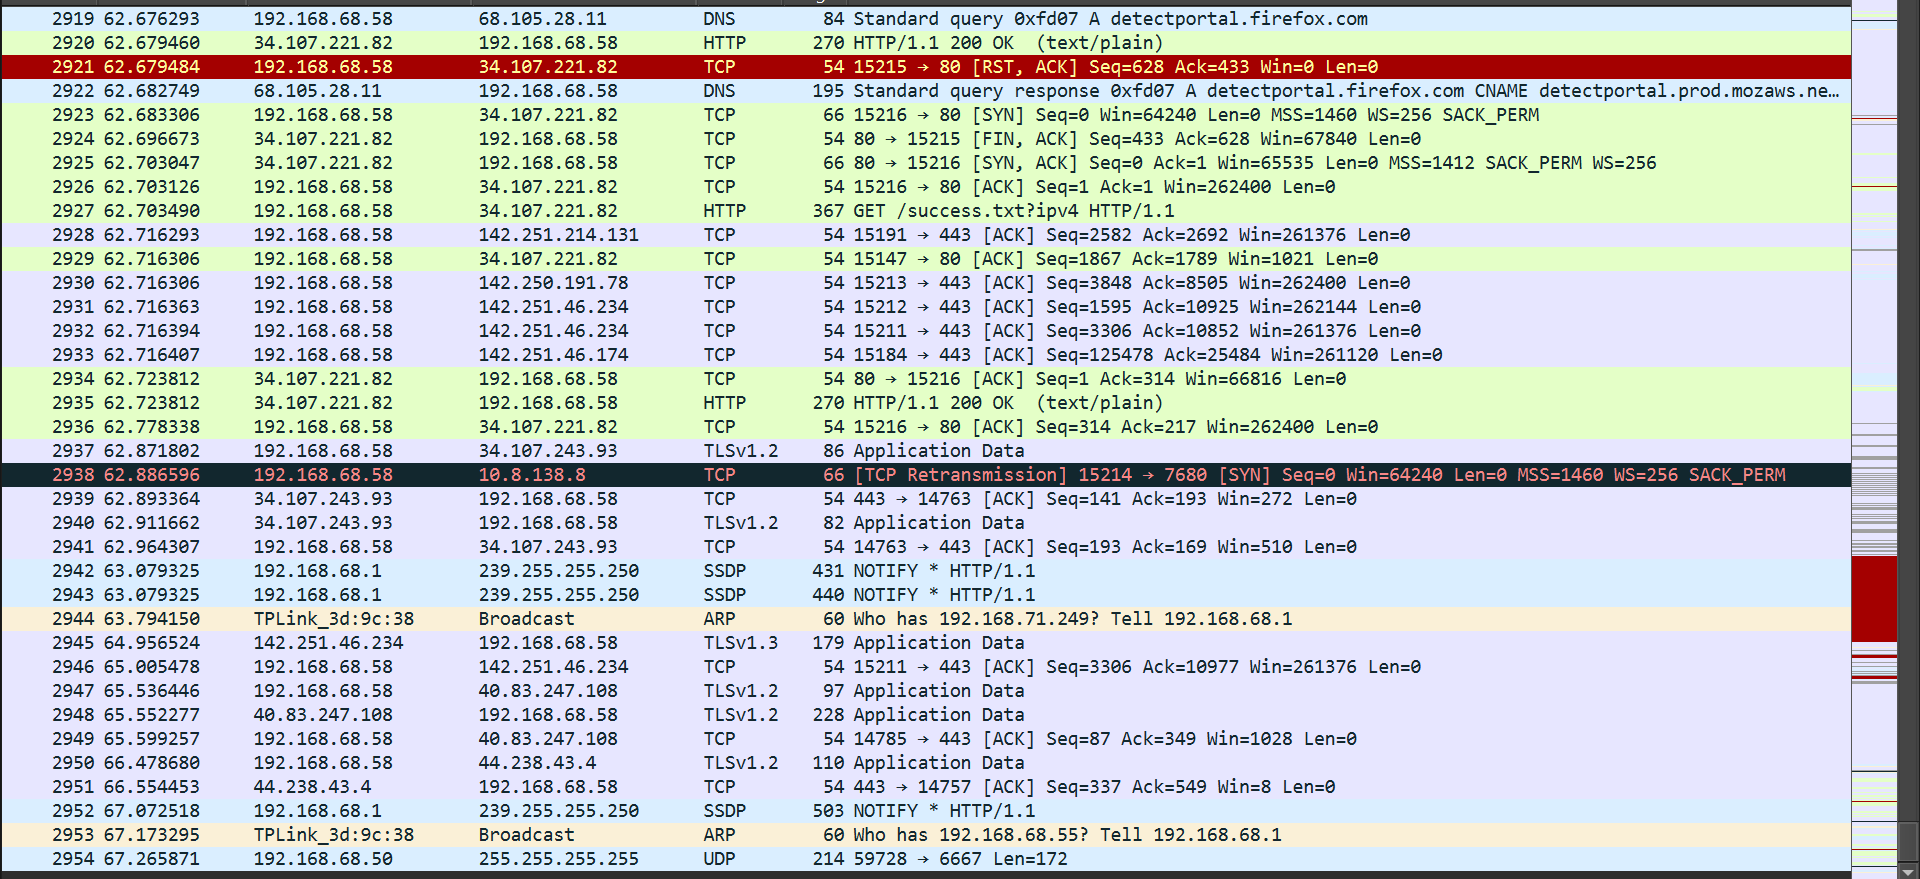 2919 62.676293 192.168.68.58 68.105.28.11 DNS 84 Standard query 0xfd07 A detectportal.firefox.com
2920 62.679460 34.107.221.82 192.168.68.58 HTTP 270 HTTP/1.1 200 OK (text/plain)
2921 62.679484 192.168.68.58 34.107.221.82 TCP 54 15215 → 80 [RST, ACK] Seq=628 Ack=433 Win=0 Len=0
2922 62.682749 68.105.28.11 192.168.68.58 DNS 195 Standard query response 0xfd07 A detectportal.firefox.com CNAME detectportal.prod.mozaws.ne…
2923 62.683306 192.168.68.58 34.107.221.82 TCP 66 15216 → 80 [SYN] Seq=0 Win=64240 Len=0 MSS=1460 WS=256 SACK_PERM
2924 62.696673 34.107.221.82 192.168.68.58 TCP 54 80 → 15215 [FIN, ACK] Seq=433 Ack=628 Win=67840 Len=0
2925 62.703047 34.107.221.82 192.168.68.58 TCP 66 80 → 15216 [SYN, ACK] Seq=0 Ack=1 Win=65535 Len=0 MSS=1412 SACK_PERM WS=256
2926 62.703126 192.168.68.58 34.107.221.82 TCP 54 15216 → 80 [ACK] Seq=1 Ack=1 Win=262400 Len=0
2927 62.703490 192.168.68.58 34.107.221.82 HTTP 367 GET /success.txt?ipv4 HTTP/1.1
2928 62.716293 192.168.68.58 142.251.214.131 TCP 54 15191 → 443 [ACK] Seq=2582 Ack=2692 Win=261376 Len=0
2929 62.716306 192.168.68.58 34.107.221.82 TCP 54 15147 → 80 [ACK] Seq=1867 Ack=1789 Win=1021 Len=0
2930 62.716306 192.168.68.58 142.250.191.78 TCP 54 15213 → 443 [ACK] Seq=3848 Ack=8505 Win=262400 Len=0
2931 62.716363 192.168.68.58 142.251.46.234 TCP 54 15212 → 443 [ACK] Seq=1595 Ack=10925 Win=262144 Len=0
2932 62.716394 192.168.68.58 142.251.46.234 TCP 54 15211 → 443 [ACK] Seq=3306 Ack=10852 Win=261376 Len=0
2933 62.716407 192.168.68.58 142.251.46.174 TCP 54 15184 → 443 [ACK] Seq=125478 Ack=25484 Win=261120 Len=0
2934 62.723812 34.107.221.82 192.168.68.58 TCP 54 80 → 15216 [ACK] Seq=1 Ack=314 Win=66816 Len=0
2935 62.723812 34.107.221.82 192.168.68.58 HTTP 270 HTTP/1.1 200 OK (text/plain)
2936 62.778338 192.168.68.58 34.107.221.82 TCP 54 15216 → 80 [ACK] Seq=314 Ack=217 Win=262400 Len=0
2937 62.871802 192.168.68.58 34.107.243.93 TLSv1.2 86 Application Data
2938 62.886596 192.168.68.58 10.8.138.8 TCP 66 [TCP Retransmission] 15214 → 7680 [SYN] Seq=0 Win=64240 Len=0 MSS=1460 WS=256 SACK_PERM
2939 62.893364 34.107.243.93 192.168.68.58 TCP 54 443 → 14763 [ACK] Seq=141 Ack=193 Win=272 Len=0
2940 62.911662 34.107.243.93 192.168.68.58 TLSv1.2 82 Application Data
2941 62.964307 192.168.68.58 34.107.243.93 TCP 54 14763 → 443 [ACK] Seq=193 Ack=169 Win=510 Len=0
2942 63.079325 192.168.68.1 239.255.255.250 SSDP 431 NOTIFY * HTTP/1.1
2943 63.079325 192.168.68.1 239.255.255.250 SSDP 440 NOTIFY * HTTP/1.1
2944 63.794150 TPLink_3d:9c:38 Broadcast ARP 60 Who has 192.168.71.249? Tell 192.168.68.1
2945 64.956524 142.251.46.234 192.168.68.58 TLSv1.3 179 Application Data
2946 65.005478 192.168.68.58 142.251.46.234 TCP 54 15211 → 443 [ACK] Seq=3306 Ack=10977 Win=261376 Len=0
2947 65.536446 192.168.68.58 40.83.247.108 TLSv1.2 97 Application Data
2948 65.552277 40.83.247.108 192.168.68.58 TLSv1.2 228 Application Data
2949 65.599257 192.168.68.58 40.83.247.108 TCP 54 14785 → 443 [ACK] Seq=87 Ack=349 Win=1028 Len=0
2950 66.478680 192.168.68.58 44.238.43.4 TLSv1.2 110 Application Data
2951 66.554453 44.238.43.4 192.168.68.58 TCP 54 443 → 14757 [ACK] Seq=337 Ack=549 Win=8 Len=0
2952 67.072518 192.168.68.1 239.255.255.250 SSDP 503 NOTIFY * HTTP/1.1
2953 67.173295 TPLink_3d:9c:38 Broadcast ARP 60 Who has 192.168.68.55? Tell 192.168.68.1
2954 67.265871 192.168.68.50 255.255.255.255 UDP 214 59728 → 6667 Len=172